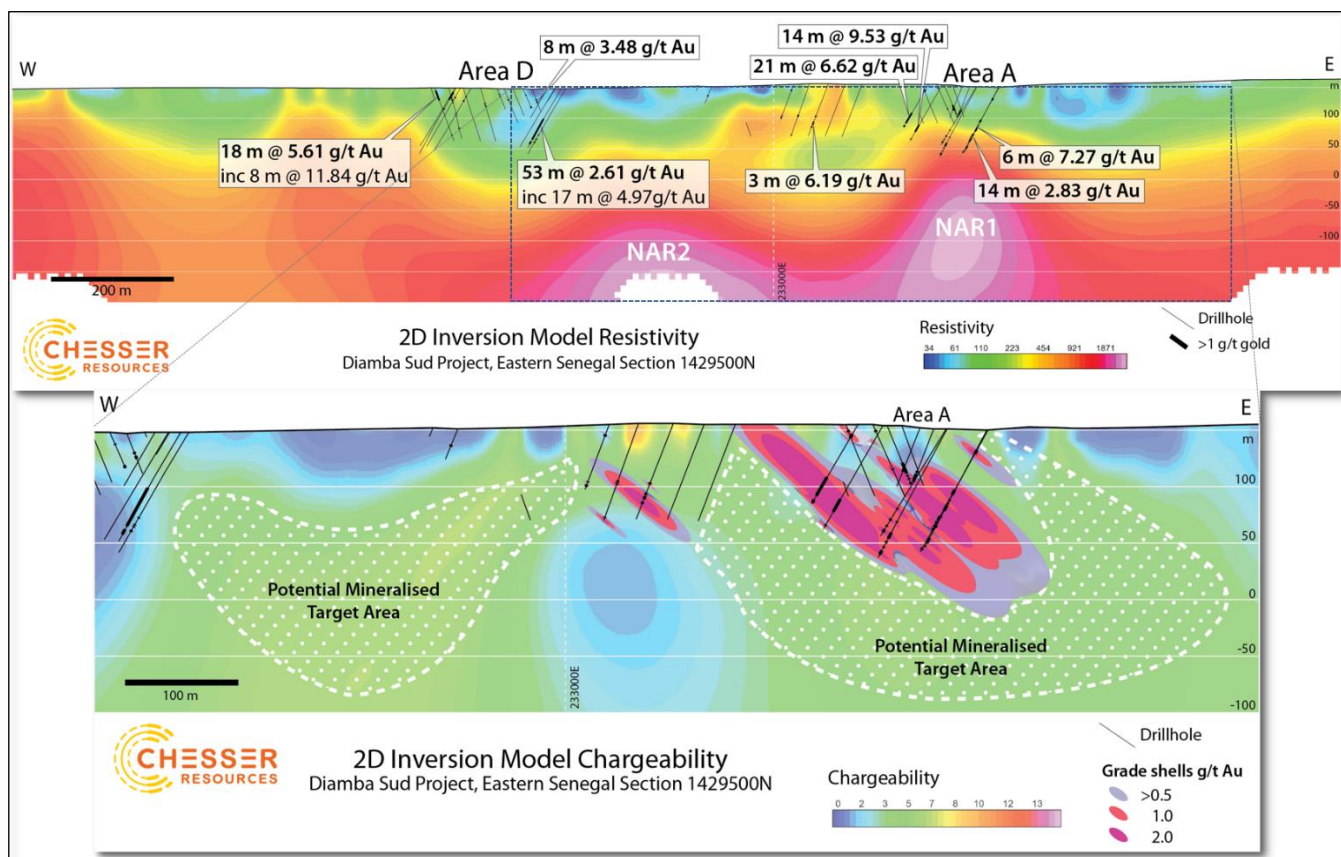 8 m @ 3.48 g/t Au
14 m @ 9.53 g/t Au
21 m @ 6.62 g/t Au
W
Area D
Area A
E
m
100
50
0
-50
-100
18 m @ 5.61 g/t Au
inc 8 m @ 11.84 g/t Au
53 m @ 2.61 g/t Au
inc 17 m @ 4.97g/t Au
3 m @ 6.19 g/t Au
6 m @ 7.27 g/t Au
14 m @ 2.83 g/t Au
NAR2
NAR1
233000E
200 m
CHESSER
RESOURCES
2D Inversion Model Resistivity
Diamba Sud Project, Eastern Senegal Section 1429500N
Resistivity
34 61 110 223 454 921 1871
Drillhole
>1 g/t gold
W
Area A
E
m
100
50
0
-50
-100
Potential Mineralised
Target Area
Potential Mineralised
Target Area
233000E
100 m
CHESSER
RESOURCES
2D Inversion Model Chargeability
Diamba Sud Project, Eastern Senegal Section 1429500N
Chargeability
0 2 3 5 7 8 10 12 13
Drillhole
Grade shells g/t Au
>0.5
1.0
2.0